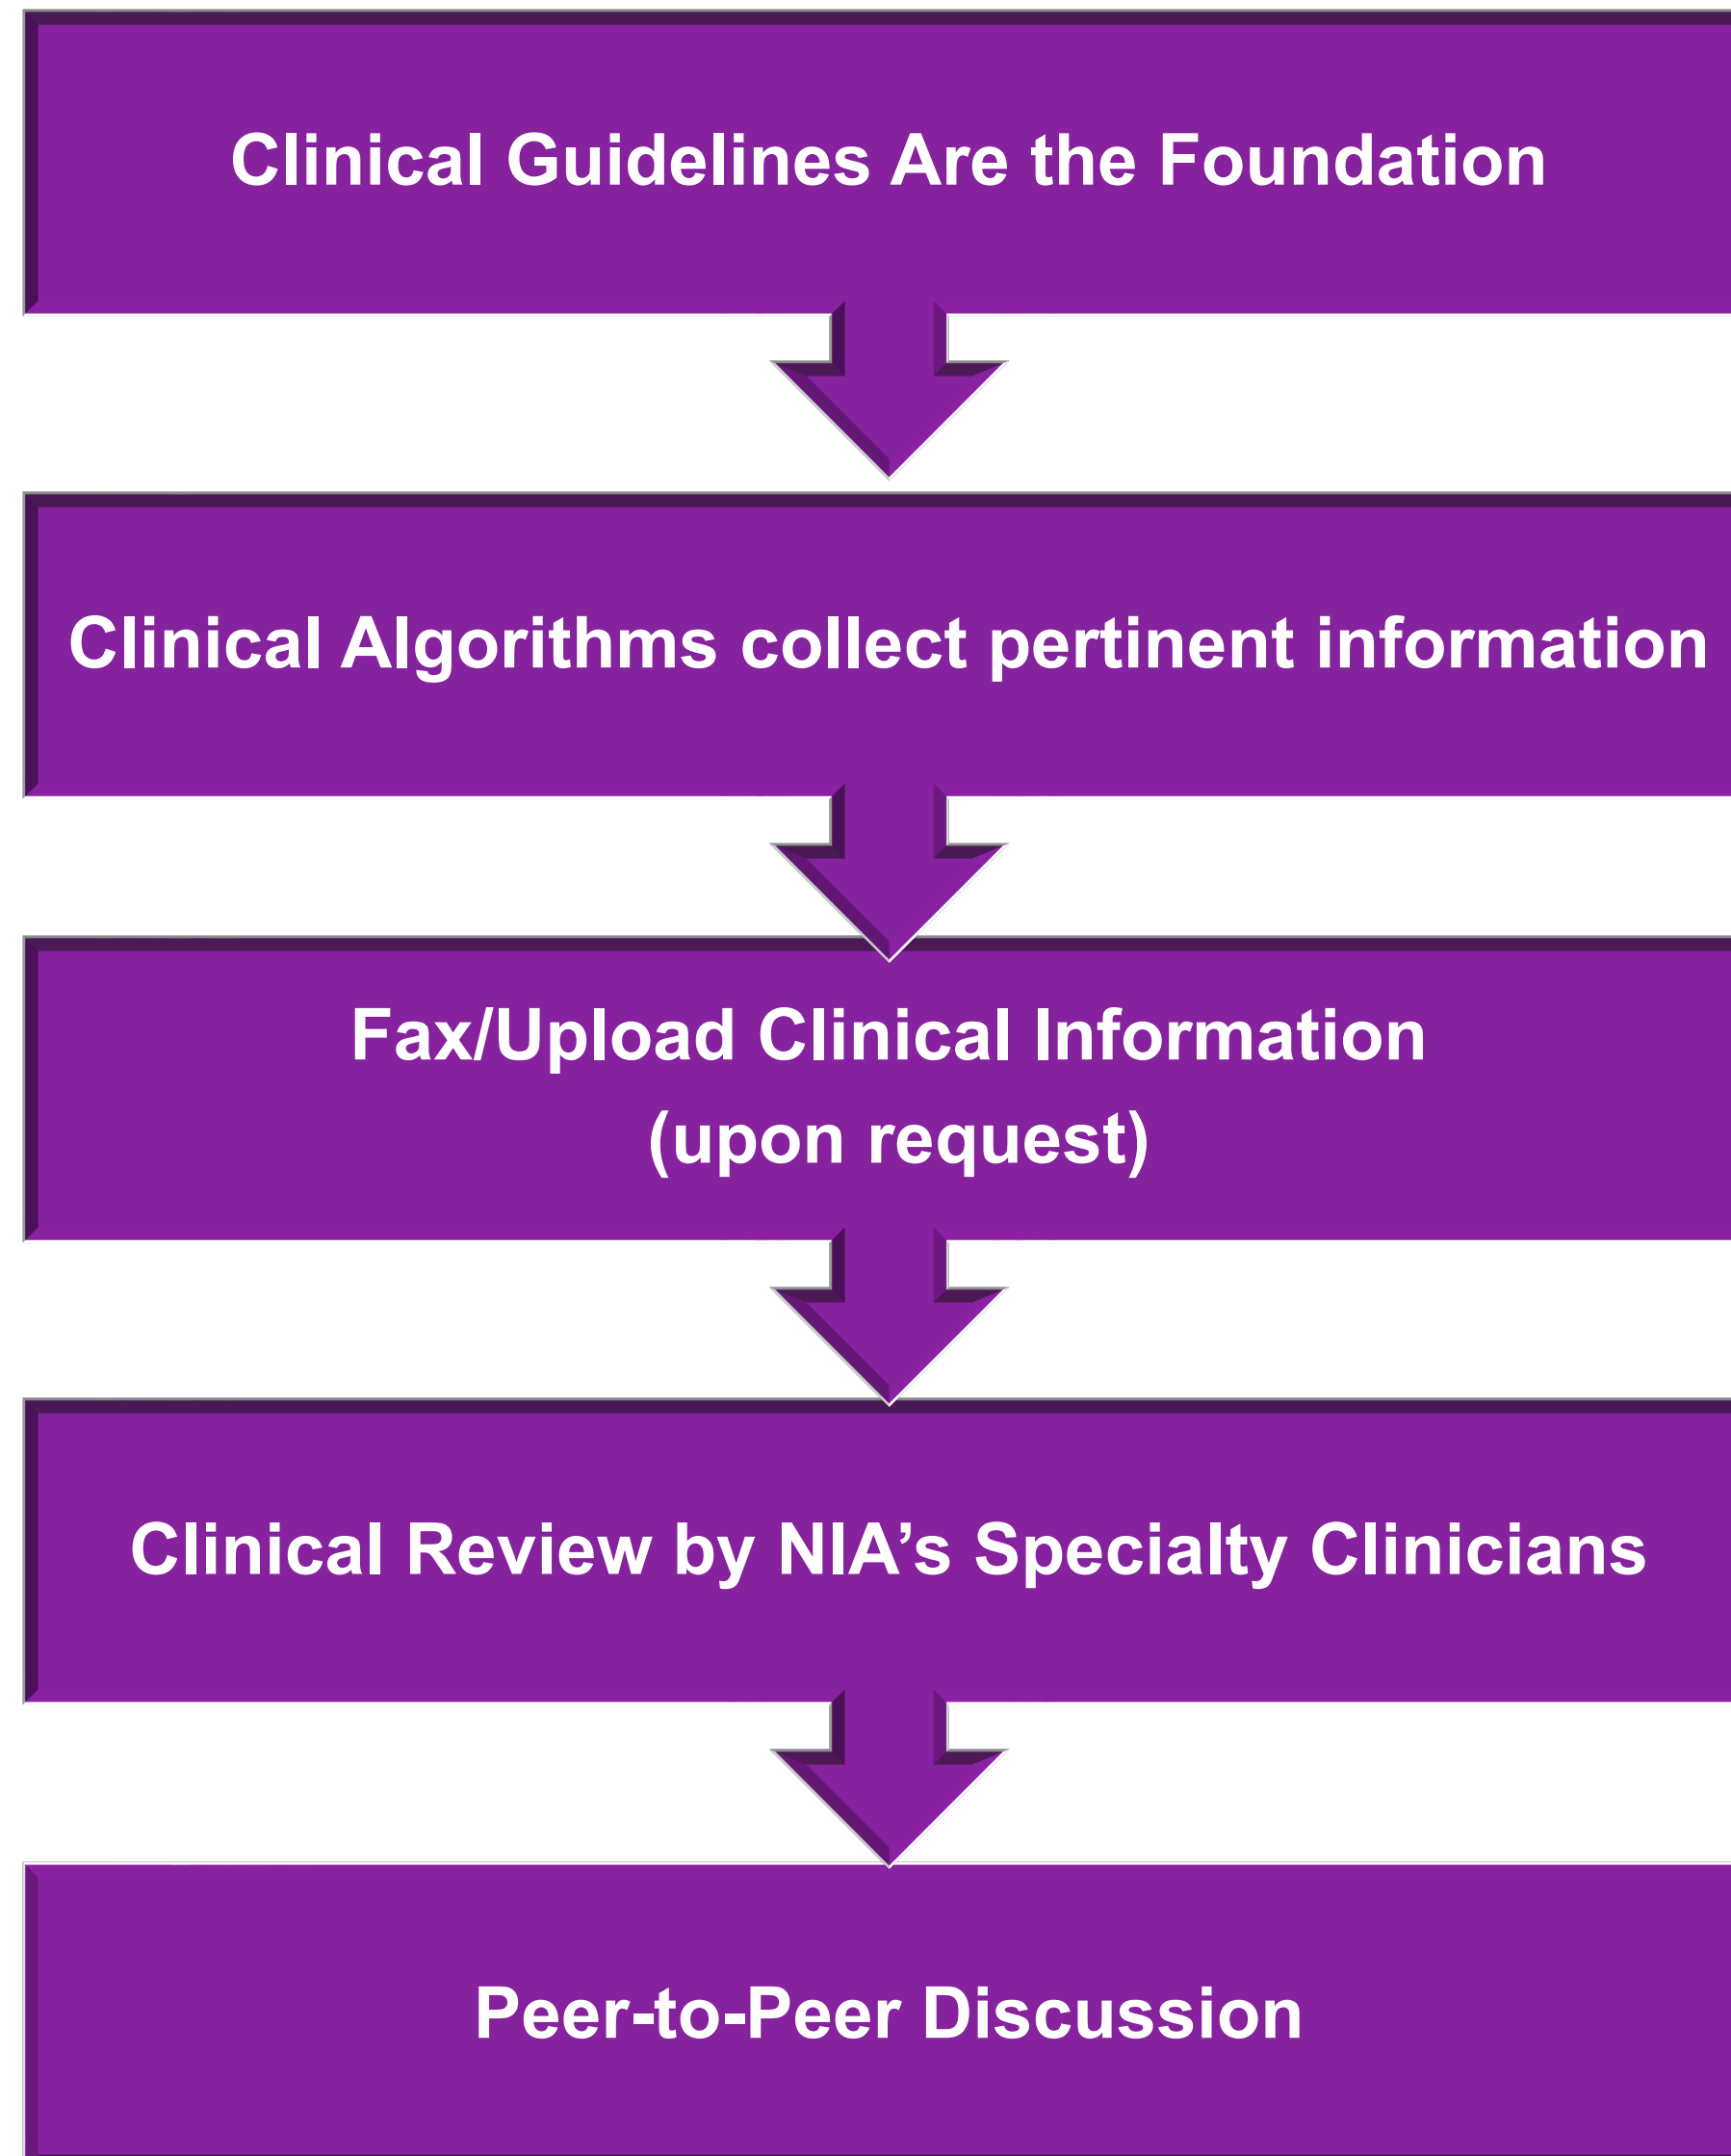 Clinical Guidelines Are the Foundation
Clinical Algorithms collect pertinent information
Fax/Upload Clinical Information
(upon request)
Clinical Review by NIA’s Specialty Clinicians
Peer-to-Peer Discussion